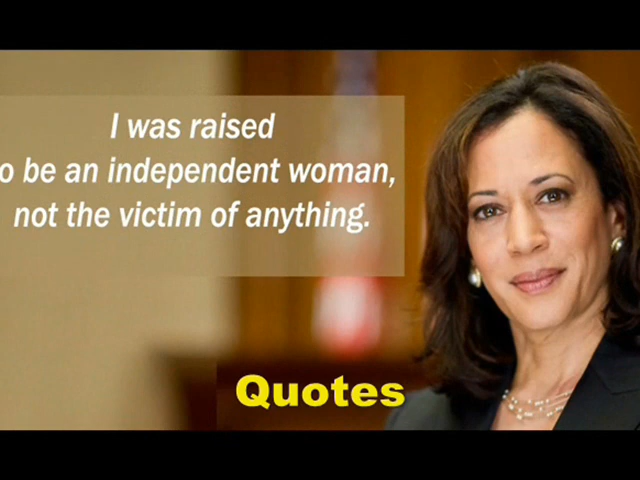 I was raised
o be an independent woman,
not the victim of anything.
Quotes